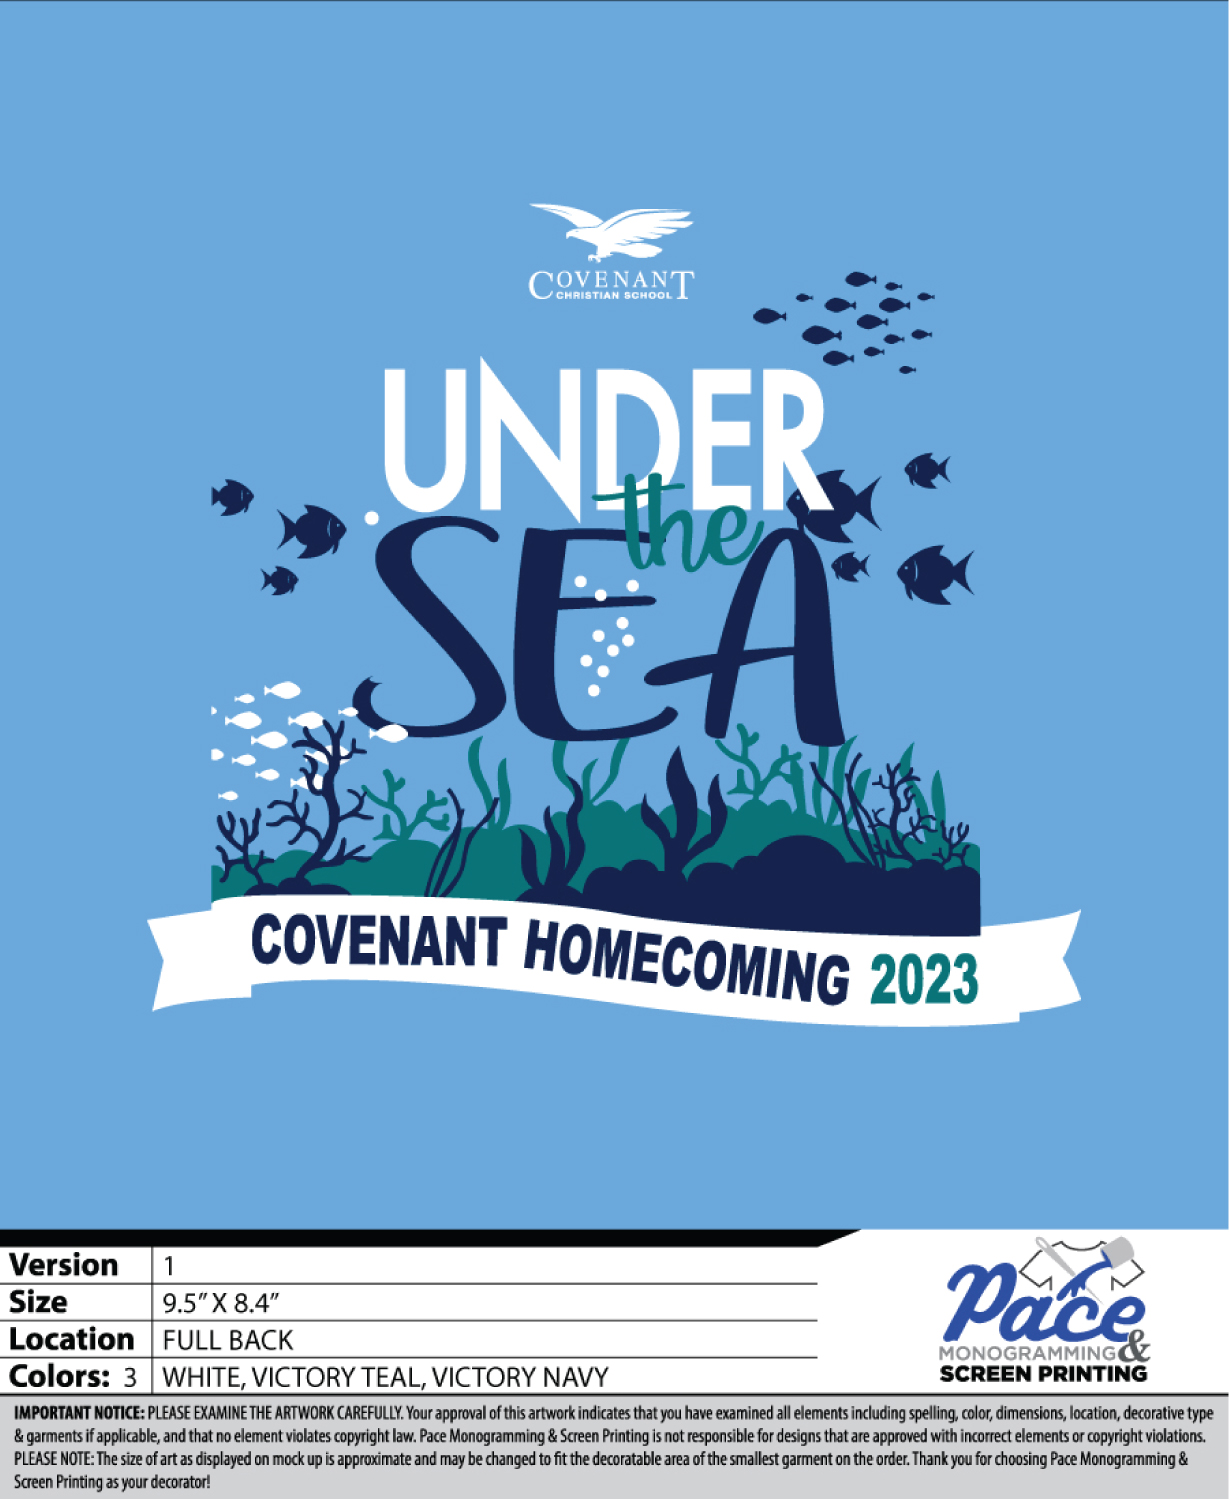 COVENANT
CHRISTIAN SCHOOL
UNDER
the
SEA
COVENANT HOMECOMING 2023
Version 1
Size 9.5” X 8.4”
Location FULL BACK
Colors: 3 WHITE, VICTORY TEAL, VICTORY NAVY
Pace
MONOGRAMMING &
SCREEN PRINTING
IMPORTANT NOTICE: PLEASE EXAMINE THE ARTWORK CAREFULLY. Your approval of this artwork indicates that you have examined all elements including spelling, color, dimensions, location, decorative type
& garments if applicable, and that no element violates copyright law. Pace Monogramming & Screen Printing is not responsible for designs that are approved with incorrect elements or copyright violations.
PLEASE NOTE: The size of art as displayed on mock up is approximate and may be changed to fit the decoratable area of the smallest garment on the order. Thank you for choosing Pace Monogramming &
Screen Printing as your decorator!